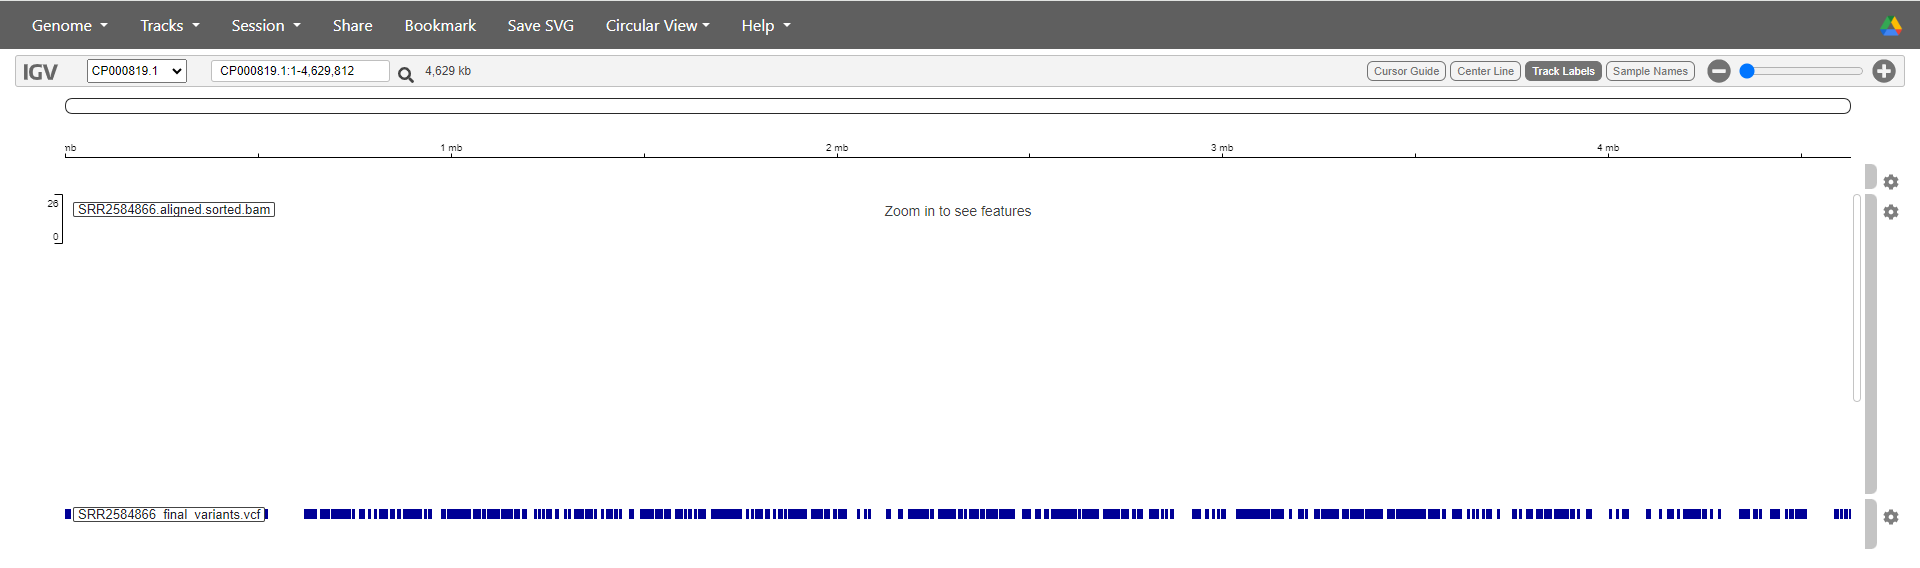 Genome Tracks Session Share Bookmark Save SVG Circular View Help
IGV CP000819.1 CP000819.1:1-4,629,812 4,629 kb Cursor Guide Center Line Track Labels Sample Names
mb 1 mb 2 mb 3 mb 4 mb
26 SRR2584866.aligned.sorted.bam Zoom in to see features
0
SRR2584866_final_variants.vcf